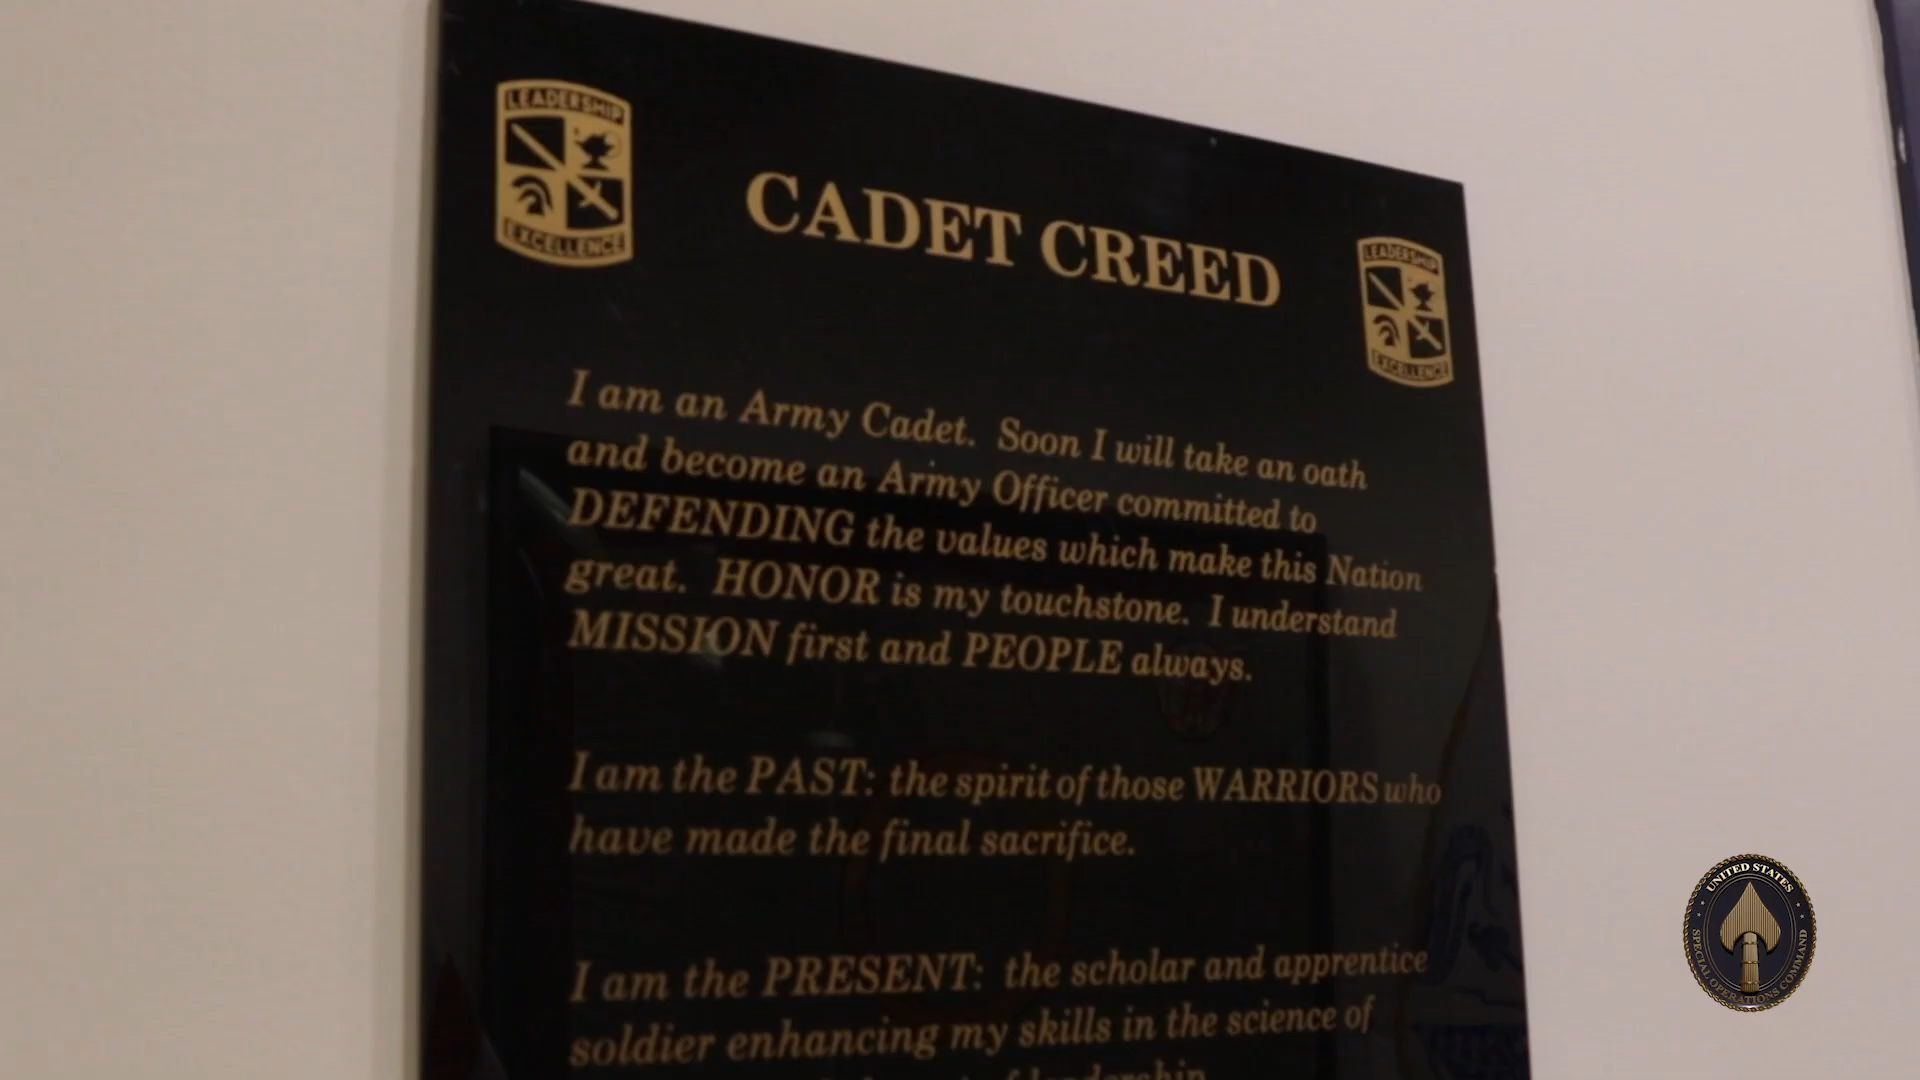 LEADERSHIP
EXCELLENCE
CADET CREED
LEADERSHIP
EXCELLENCE
I am an Army Cadet. Soon I will take an oath
and become an Army Officer committed to
DEFENDING the values which make this Nation
great. HONOR is my touchstone. I understand
MISSION first and PEOPLE always.
I am the PAST: the spirit of those WARRIORS who
have made the final sacrifice.
I am the PRESENT: the scholar and apprentice
soldier enhancing my skills in the science of
of leadership
UNITED STATES
SPECIAL OPERATIONS COMMAND